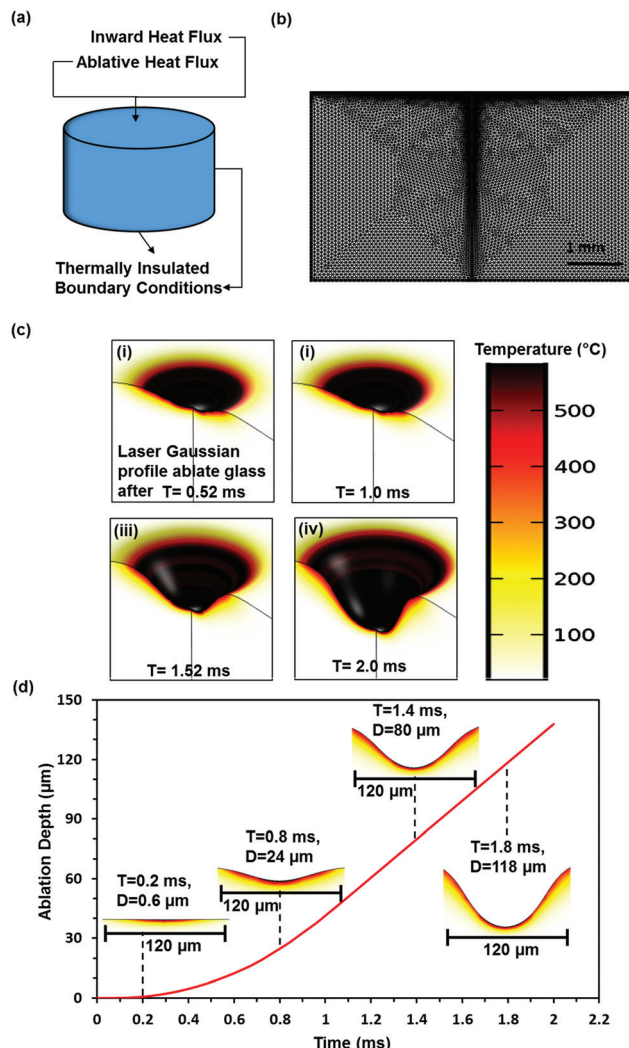 (a)
Inward Heat Flux
Ablative Heat Flux
Thermally Insulated
Boundary Conditions
(b)
1 mm
(c)
(i)
Laser Gaussian
profile ablate glass
after T= 0.52 ms
(i)
T= 1.0 ms
(iii)
T= 1.52 ms
(iv)
T= 2.0 ms
Temperature (°C)
500
400
300
200
100
(d)
Ablation Depth (µm)
150
120
90
60
30
0
T=0.2 ms,
D=0.6 µm
120 µm
T=0.8 ms,
D=24 µm
120 µm
T=1.4 ms,
D=80 µm
120 µm
T=1.8 ms,
D=118 µm
120 µm
0 0.2 0.4 0.6 0.8 1.0 1.2 1.4 1.6 1.8 2 2.2
Time (ms)